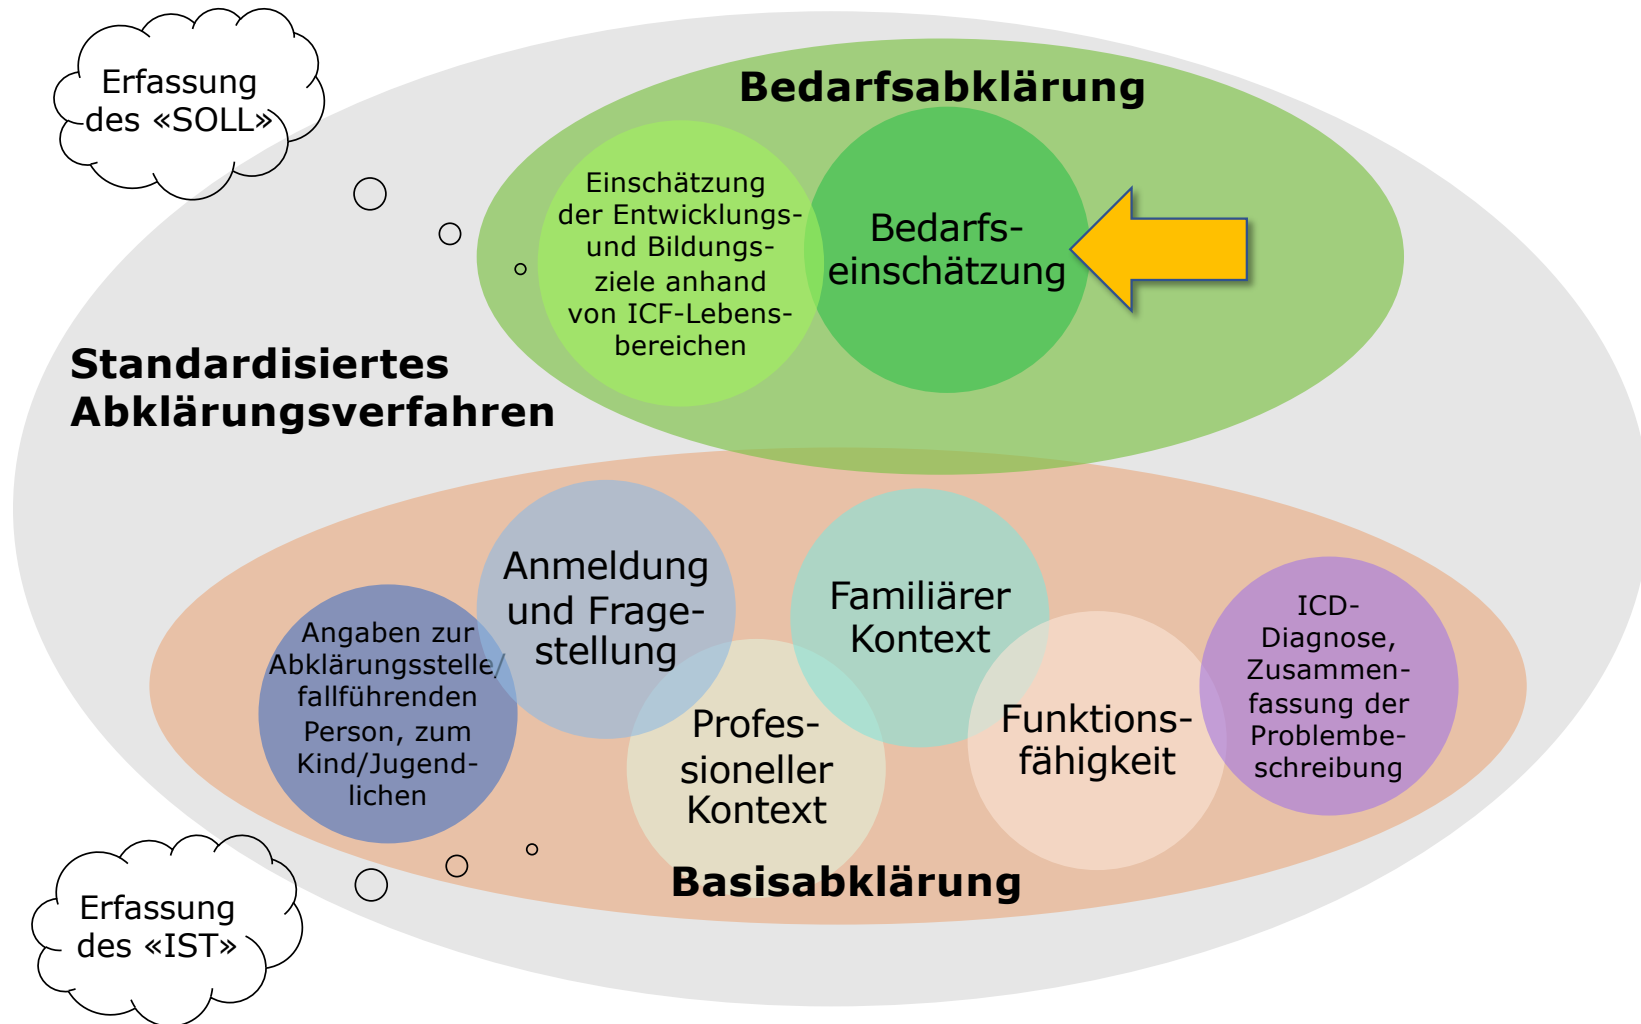 Erfassung
des «SOLL»
Bedarfsabklärung
Einschätzung
der Entwicklungs-
und Bildungs-
ziele anhand
von ICF-Lebens-
bereichen
Bedarfs-
einschätzung
Standardisiertes
Abklärungsverfahren
Angaben zur
Abklärungsstelle/
fallführenden
Person, zum
Kind/Jugend-
lichen
Anmeldung
und Frage-
stellung
Profes-
sioneller
Kontext
Familiärer
Kontext
Funktions-
fähigkeit
ICD-
Diagnose,
Zusammen-
fassung der
Problembe-
schreibung
Basisabklärung
Erfassung
des «IST»